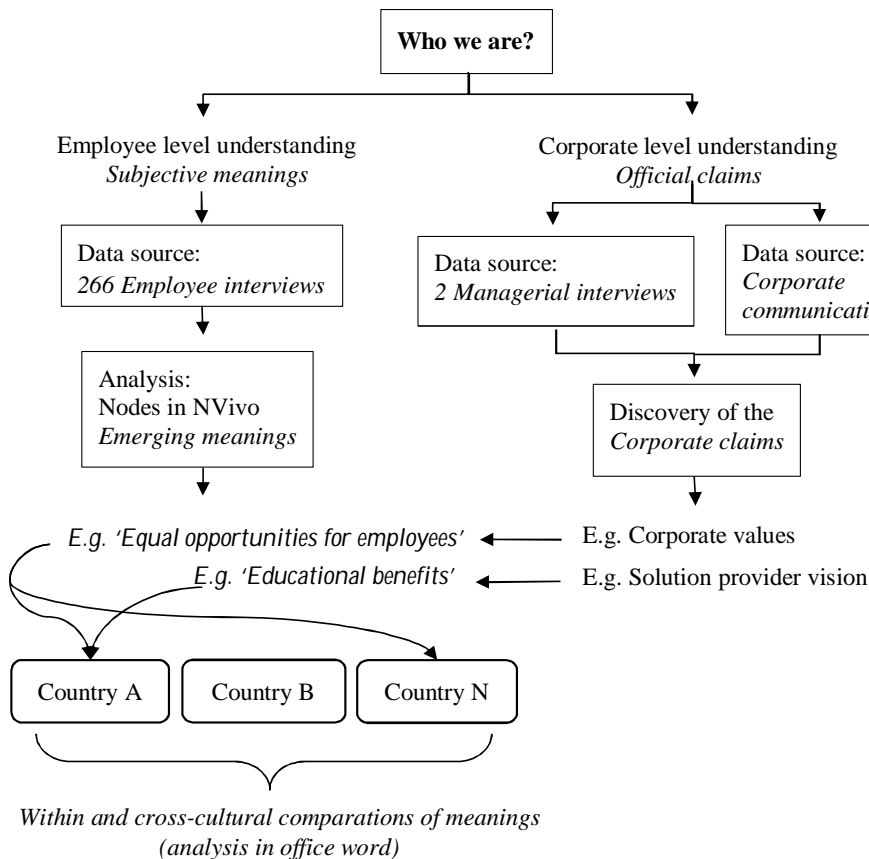 Who we are?
Employee level understanding
Subjective meanings
Corporate level understanding
Official claims
Data source:
266 Employee interviews
Data source:
2 Managerial interviews
Data source:
Corporate
communicati
Analysis:
Nodes in NVivo
Emerging meanings
Discovery of the
Corporate claims
E.g. ‘Equal opportunities for employees’
E.g. Corporate values
E.g. ‘Educational benefits’
E.g. Solution provider vision
Country A
Country B
Country N
Within and cross-cultural comparations of meanings
(analysis in office word)